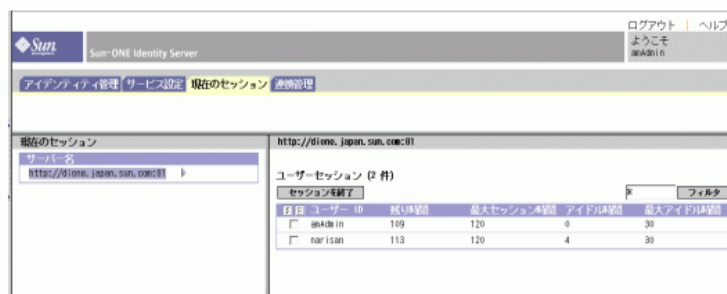 ログアウト | ヘルプ
Sun
Sun-ONE Identity Server
ようこそ
amAdmin
アイデンティティ管理 サービス設定 現在のセッション 連携管理
現在のセッション
サーバー名
http://dione.japan.sun.com:81
http://dione.japan.sun.com:81
ユーザーセッション (2 件)
セッションを終了
* フィルタ
ユーザー ID 残り時間 最大セッション時間 アイドル時間 最大アイドル時間
amAdmin 109 120 0 30
narisan 113 120 4 30